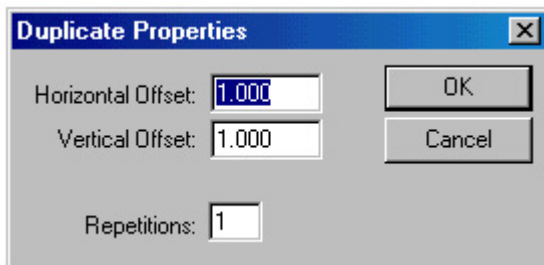 Duplicate Properties
Horizontal Offset: 1.000 OK
Vertical Offset: 1.000 Cancel
Repetitions: 1